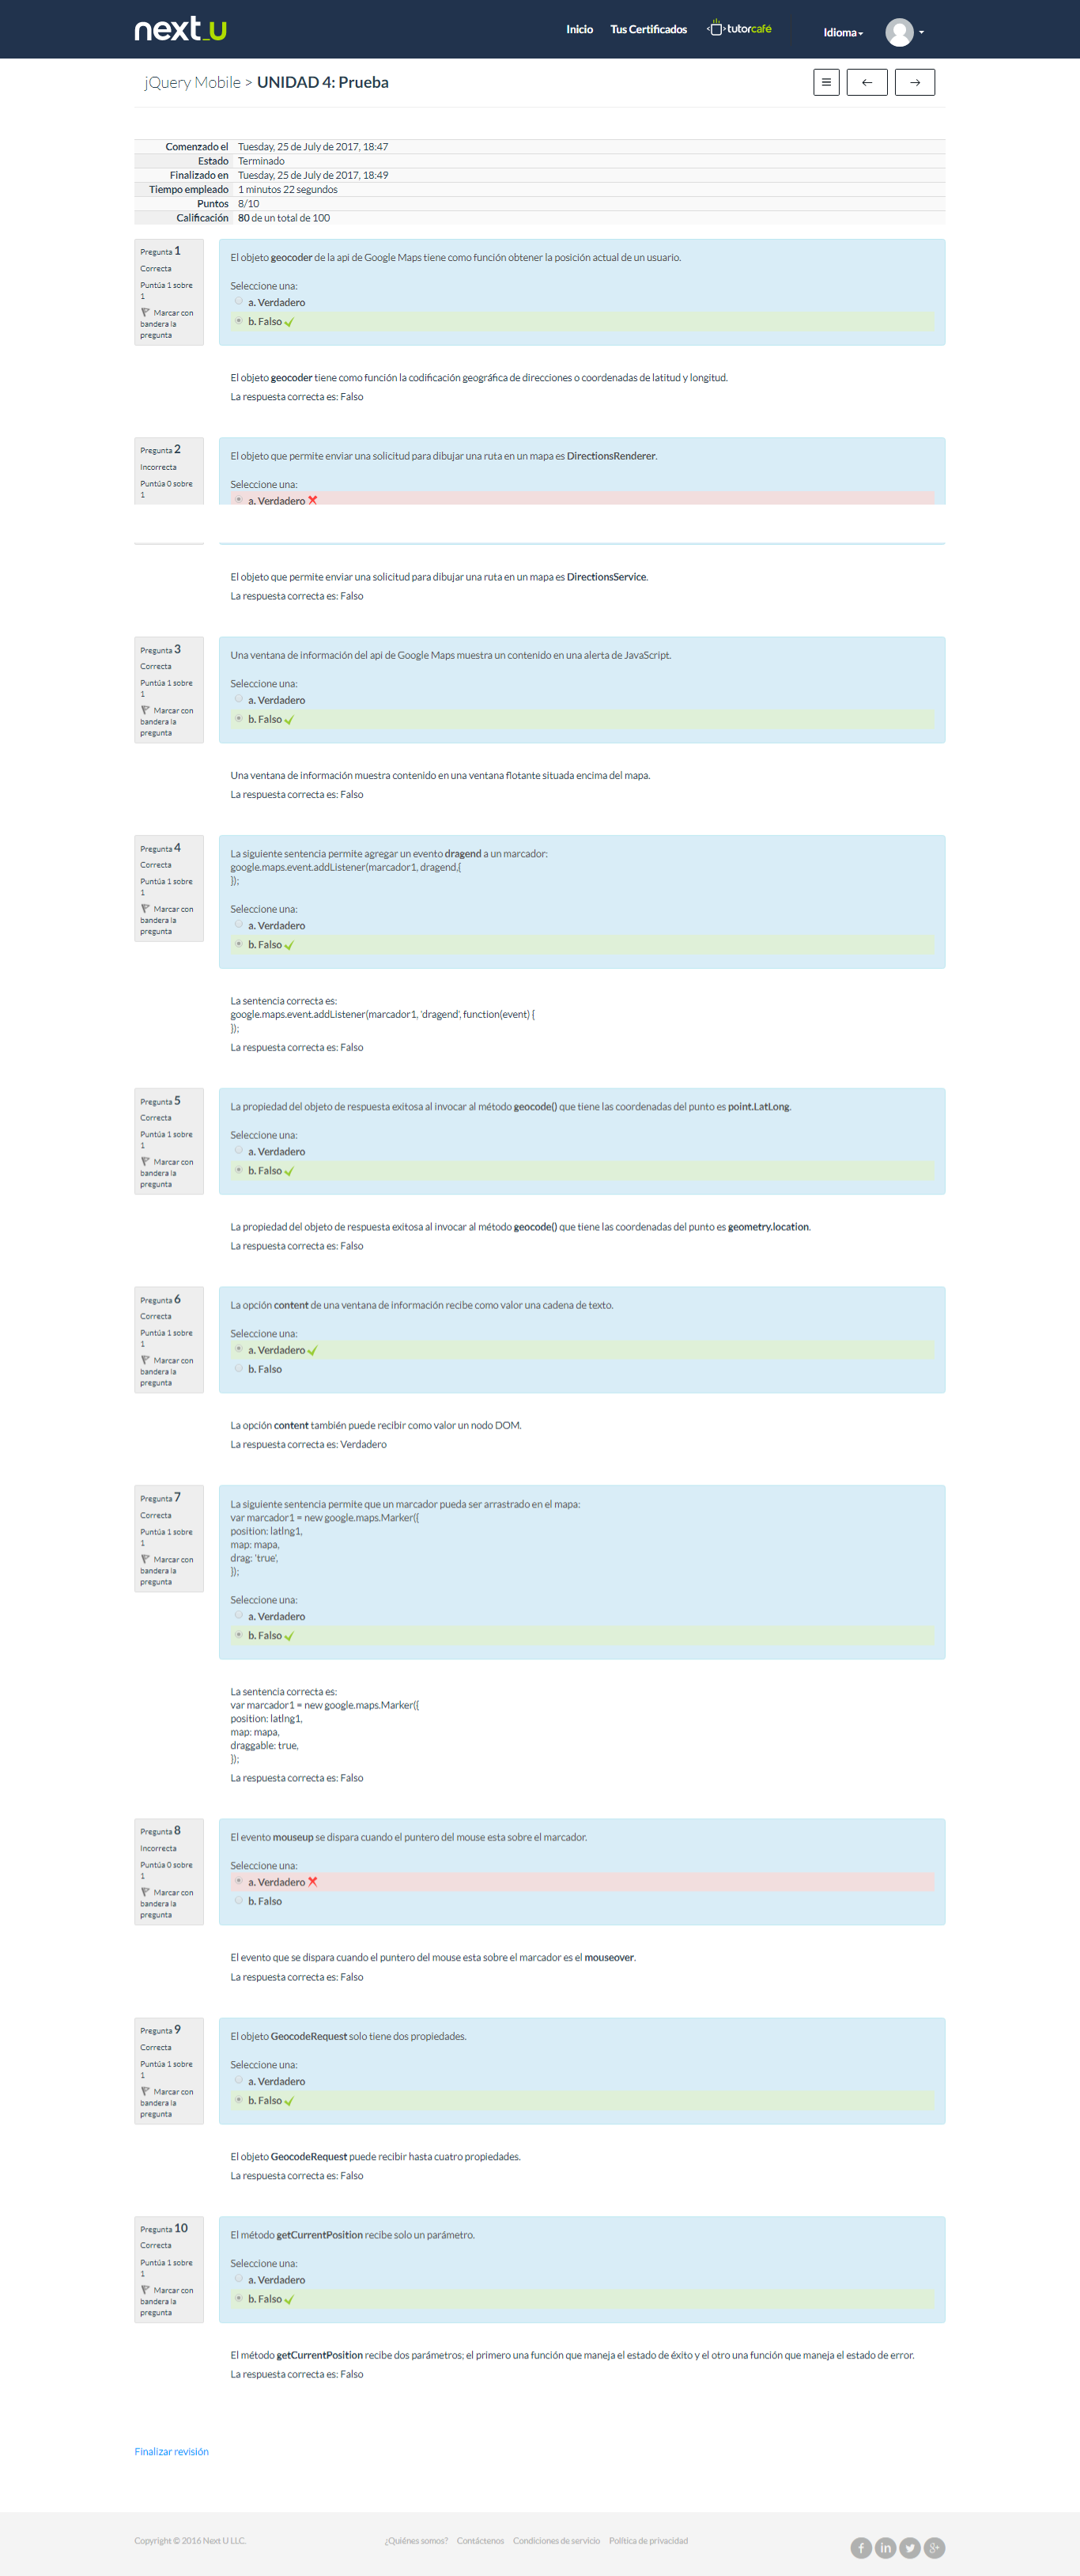 next_u
Inicio Tus Certificados tutorcafé Idioma
jQuery Mobile > UNIDAD 4: Prueba
Comenzado el Tuesday, 25 de July de 2017, 18:47
Estado Terminado
Finalizado en Tuesday, 25 de July de 2017, 18:49
Tiempo empleado 1 minutos 22 segundos
Puntos 8/10
Calificación 80 de un total de 100
Pregunta 1
Correcta
Puntúa 1 sobre
1
Marcar con
bandera la
pregunta
El objeto geocoder de la api de Google Maps tiene como función obtener la posición actual de un usuario.
Seleccione una:
a. Verdadero
b. Falso
El objeto geocoder tiene como función la codificación geográfica de direcciones o coordenadas de latitud y longitud.
La respuesta correcta es: Falso
Pregunta 2
Incorrecta
Puntúa 0 sobre
1
El objeto que permite enviar una solicitud para dibujar una ruta en un mapa es DirectionsRenderer.
Seleccione una:
a. Verdadero
El objeto que permite enviar una solicitud para dibujar una ruta en un mapa es DirectionsService.
La respuesta correcta es: Falso
Pregunta 3
Correcta
Puntúa 1 sobre
1
Marcar con
bandera la
pregunta
Una ventana de información del api de Google Maps muestra un contenido en una alerta de JavaScript.
Seleccione una:
a. Verdadero
b. Falso
Una ventana de información muestra contenido en una ventana flotante situada encima del mapa.
La respuesta correcta es: Falso
Pregunta 4
Correcta
Puntúa 1 sobre
1
Marcar con
bandera la
pregunta
La siguiente sentencia permite agregar un evento dragend a un marcador:
google.maps.event.addListener(marcador1, dragend,{
});
Seleccione una:
a. Verdadero
b. Falso
La sentencia correcta es:
google.maps.event.addListener(marcador1, 'dragend', function(event) {
});
La respuesta correcta es: Falso
Pregunta 5
Correcta
Puntúa 1 sobre
1
Marcar con
bandera la
pregunta
La propiedad del objeto de respuesta exitosa al invocar al método geocode() que tiene las coordenadas del punto es point.LatLong.
Seleccione una:
a. Verdadero
b. Falso
La propiedad del objeto de respuesta exitosa al invocar al método geocode() que tiene las coordenadas del punto es geometry.location.
La respuesta correcta es: Falso
Pregunta 6
Correcta
Puntúa 1 sobre
1
Marcar con
bandera la
pregunta
La opción content de una ventana de información recibe como valor una cadena de texto.
Seleccione una:
a. Verdadero
b. Falso
La opción content también puede recibir como valor un nodo DOM.
La respuesta correcta es: Verdadero
Pregunta 7
Correcta
Puntúa 1 sobre
1
Marcar con
bandera la
pregunta
La siguiente sentencia permite que un marcador pueda ser arrastrado en el mapa:
var marcador1 = new google.maps.Marker({
position: latlng1,
map: mapa,
drag: 'true',
});
Seleccione una:
a. Verdadero
b. Falso
La sentencia correcta es:
var marcador1 = new google.maps.Marker({
position: latlng1,
map: mapa,
draggable: true,
});
La respuesta correcta es: Falso
Pregunta 8
Incorrecta
Puntúa 0 sobre
1
Marcar con
bandera la
pregunta
El evento mouseup se dispara cuando el puntero del mouse esta sobre el marcador.
Seleccione una:
a. Verdadero
b. Falso
El evento que se dispara cuando el puntero del mouse esta sobre el marcador es el mouseover.
La respuesta correcta es: Falso
Pregunta 9
Correcta
Puntúa 1 sobre
1
Marcar con
bandera la
pregunta
El objeto GeocodeRequest solo tiene dos propiedades.
Seleccione una:
a. Verdadero
b. Falso
El objeto GeocodeRequest puede recibir hasta cuatro propiedades.
La respuesta correcta es: Falso
Pregunta 10
Correcta
Puntúa 1 sobre
1
Marcar con
bandera la
pregunta
El método getCurrentPosition recibe solo un parámetro.
Seleccione una:
a. Verdadero
b. Falso
El método getCurrentPosition recibe dos parámetros; el primero una función que maneja el estado de éxito y el otro una función que maneja el estado de error.
La respuesta correcta es: Falso
Finalizar revisión
Copyright © 2016 Next U LLC. ¿Quiénes somos? Contáctenos Condiciones de servicio Política de privacidad